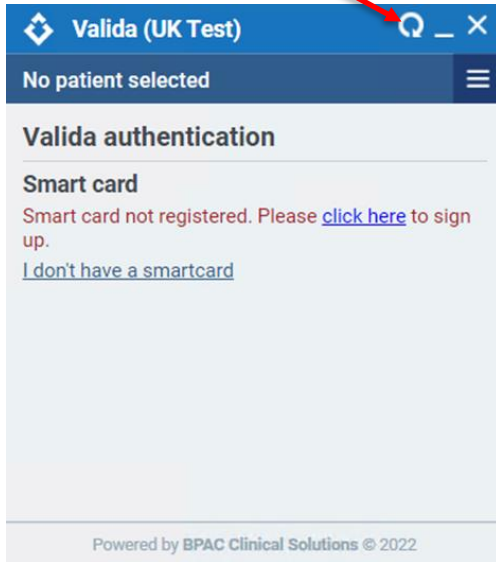 Valida (UK Test)
No patient selected
Valida authentication
Smart card
Smart card not registered. Please click here to sign
up.
I don't have a smartcard
Powered by BPAC Clinical Solutions © 2022